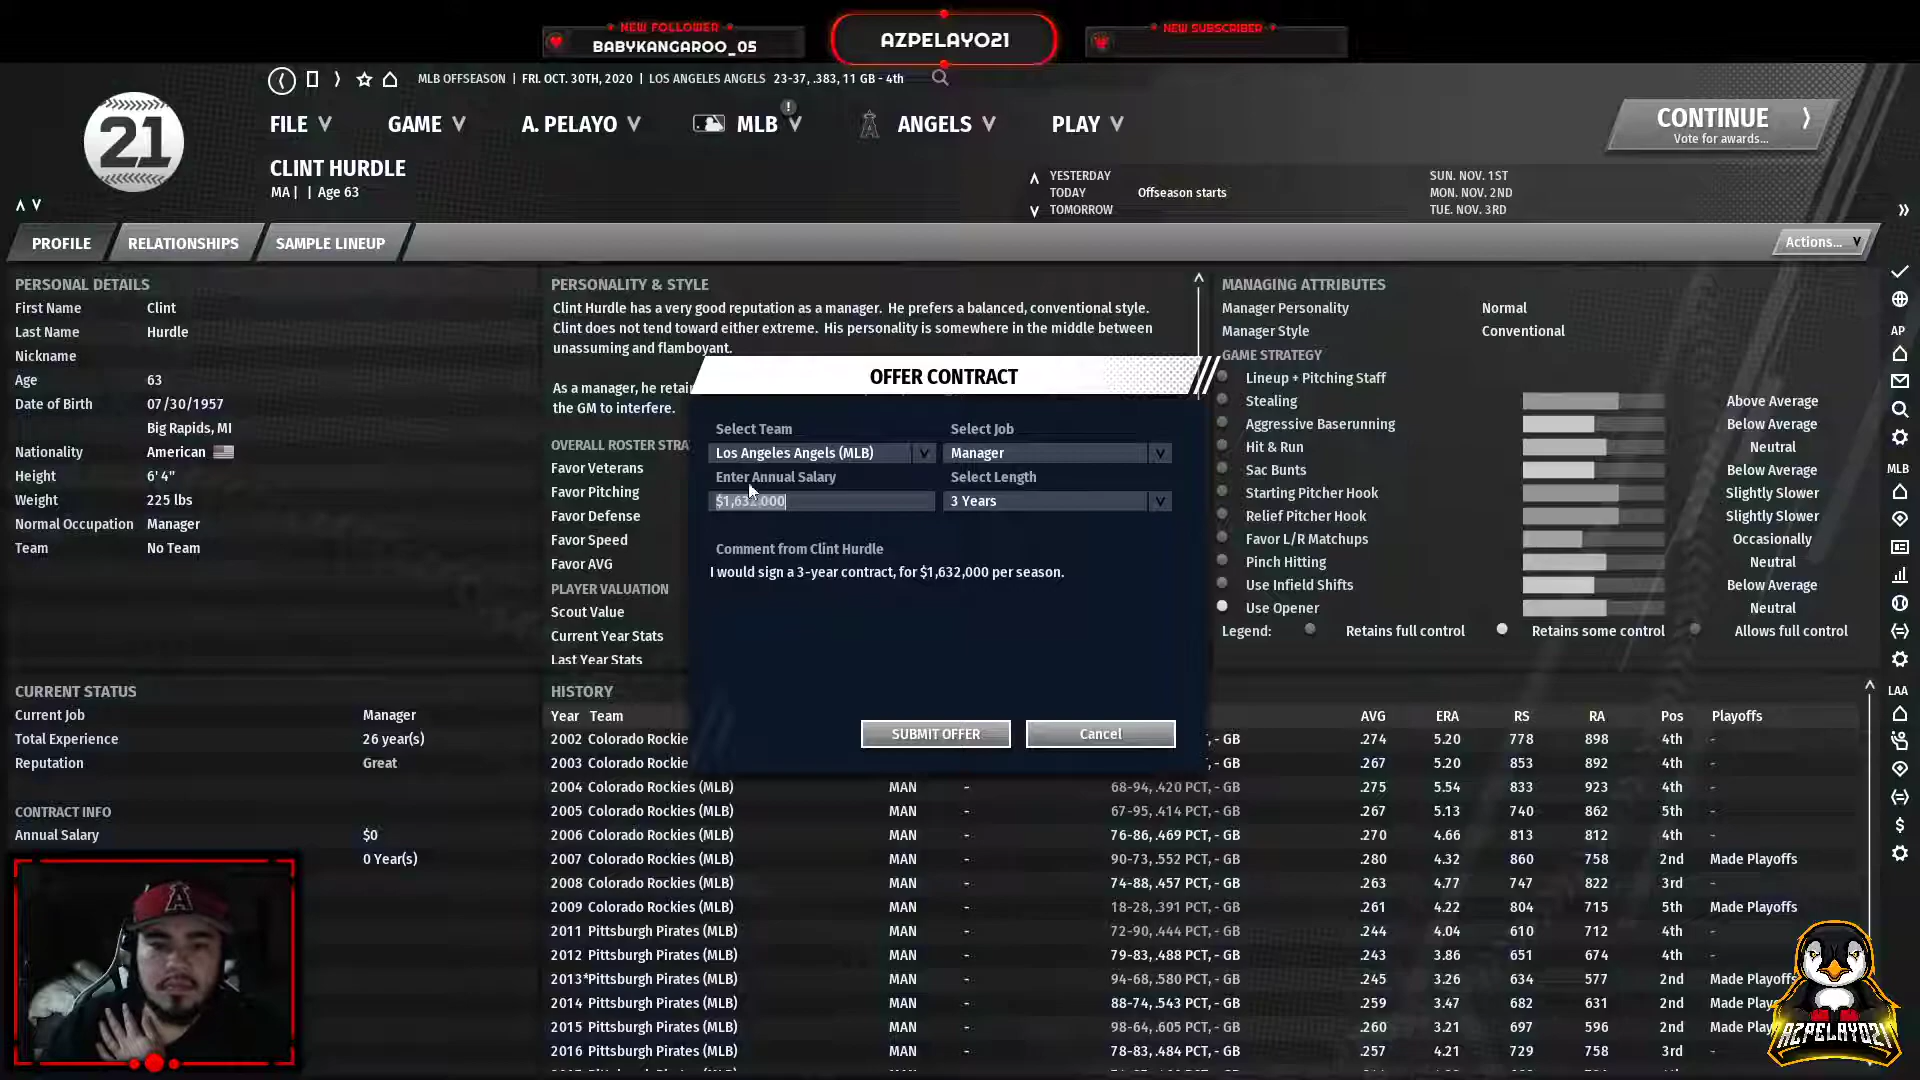 NEW FOLLOWER
BABYKANGAROO_05
AZPELAYO21
NEW SUBSCRIBER
MLB OFFSEASON | FRI. OCT. 30TH, 2020 | LOS ANGELES ANGELS 23-37, .383, 11 GB - 4th
21
FILE GAME A. PELAYO MLB ! ANGELS PLAY
CONTINUE
Vote for awards...
CLINT HURDLE
MA | | Age 63
YESTERDAY
TODAY Offseason starts
TOMORROW
SUN. NOV. 1ST
MON. NOV. 2ND
TUE. NOV. 3RD
PROFILE RELATIONSHIPS SAMPLE LINEUP Actions...
PERSONAL DETAILS
First Name Clint
Last Name Hurdle
Nickname
Age 63
Date of Birth 07/30/1957
Big Rapids, MI
Nationality American
Height 6' 4"
Weight 225 lbs
Normal Occupation Manager
Team No Team
PERSONALITY & STYLE
Clint Hurdle has a very good reputation as a manager. He prefers a balanced, conventional style.
Clint does not tend toward either extreme. His personality is somewhere in the middle between
unassuming and flamboyant.
As a manager, he retai
the GM to interfere.
OVERALL ROSTER STRA
Favor Veterans
Favor Pitching
Favor Defense
Favor Speed
Favor AVG
PLAYER VALUATION
Scout Value
Current Year Stats
Last Year Stats
OFFER CONTRACT
Select Team Select Job
Los Angeles Angels (MLB) Manager
Enter Annual Salary Select Length
$1,632,000 3 Years
Comment from Clint Hurdle
I would sign a 3-year contract, for $1,632,000 per season.
SUBMIT OFFER Cancel
MANAGING ATTRIBUTES
Manager Personality Normal
Manager Style Conventional
GAME STRATEGY
Lineup + Pitching Staff
Stealing Above Average
Aggressive Baserunning Below Average
Hit & Run Neutral
Sac Bunts Below Average
Starting Pitcher Hook Slightly Slower
Relief Pitcher Hook Slightly Slower
Favor L/R Matchups Occasionally
Pinch Hitting Neutral
Use Infield Shifts Below Average
Use Opener Neutral
Legend: Retains full control Retains some control Allows full control
AP
MLB
LAA
$
CURRENT STATUS
Current Job Manager
Total Experience 26 year(s)
Reputation Great
CONTRACT INFO
Annual Salary $0
0 Year(s)
HISTORY
Year Team AVG ERA RS RA Pos Playoffs
2002 Colorado Rockie - GB .274 5.20 778 898 4th -
2003 Colorado Rockie - GB .267 5.20 853 892 4th -
2004 Colorado Rockies (MLB) MAN - 68-94, .420 PCT, - GB .275 5.54 833 923 4th -
2005 Colorado Rockies (MLB) MAN - 67-95, .414 PCT, - GB .267 5.13 740 862 5th -
2006 Colorado Rockies (MLB) MAN - 76-86, .469 PCT, - GB .270 4.66 813 812 4th -
2007 Colorado Rockies (MLB) MAN - 90-73, .552 PCT, - GB .280 4.32 860 758 2nd Made Playoffs
2008 Colorado Rockies (MLB) MAN - 74-88, .457 PCT, - GB .263 4.77 747 822 3rd -
2009 Colorado Rockies (MLB) MAN - 18-28, .391 PCT, - GB .261 4.22 804 715 5th Made Playoffs
2011 Pittsburgh Pirates (MLB) MAN - 72-90, .444 PCT, - GB .244 4.04 610 712 4th -
2012 Pittsburgh Pirates (MLB) MAN - 79-83, .488 PCT, - GB .243 3.86 651 674 4th -
2013*Pittsburgh Pirates (MLB) MAN - 94-68, .580 PCT, - GB .245 3.26 634 577 2nd Made Playoffs
2014 Pittsburgh Pirates (MLB) MAN - 88-74, .543 PCT, - GB .259 3.47 682 631 2nd Made Play
2015 Pittsburgh Pirates (MLB) MAN - 98-64, .605 PCT, - GB .260 3.21 697 596 2nd Made Play
2016 Pittsburgh Pirates (MLB) MAN - 78-83, .484 PCT, - GB .257 4.21 729 758 3rd -
AZPELAYO21